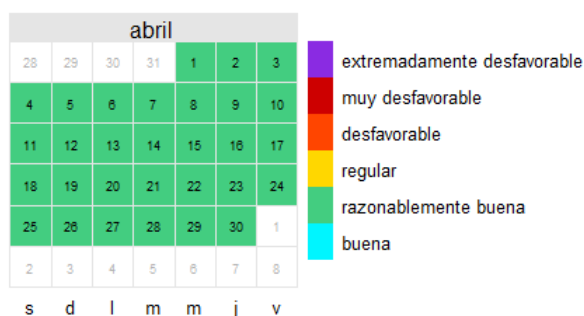 abril
28 29 30 31 1 2 3
4 5 6 7 8 9 10
11 12 13 14 15 16 17
18 19 20 21 22 23 24
25 26 27 28 29 30 1
2 3 4 5 6 7 8
s d l m m j v
extremadamente desfavorable
muy desfavorable
desfavorable
regular
razonablemente buena
buena